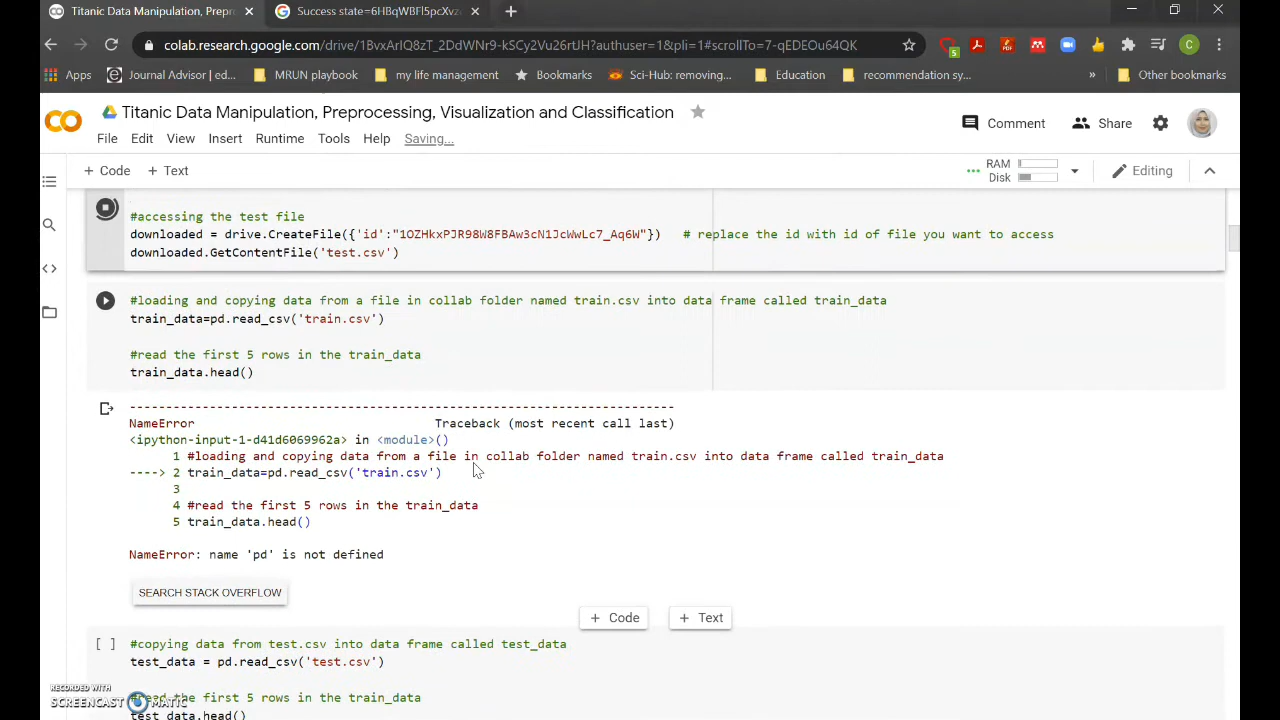 Titanic Data Manipulation, Prepr
Success state=6HBqWBFl5pcXvz
colab.research.google.com/drive/1BvxArIQ8zT_2DdWNr9-kSCy2Vu26rtJH?authuser=1&pli=1#scrollTo=7-qEDEOu64QK
5
PDF
C
Apps
Journal Advisor | ed...
MRUN playbook
my life management
Bookmarks
Sci-Hub: removing...
Education
recommendation sy...
»
Other bookmarks
CO
Titanic Data Manipulation, Preprocessing, Visualization and Classification
Comment
Share
File
Edit
View
Insert
Runtime
Tools
Help
Saving...
+ Code
+ Text
RAM
Disk
Editing
#accessing the test file
downloaded = drive.CreateFile({'id':"1OZHkxPJR98W8FBAw3cN1JcWwLc7_Aq6W"})   # replace the id with id of file you want to access
downloaded.GetContentFile('test.csv')
#loading and copying data from a file in collab folder named train.csv into data frame called train_data
train_data=pd.read_csv('train.csv')
#read the first 5 rows in the train_data
train_data.head()
---------------------------------------------------------------------------
NameError                                 Traceback (most recent call last)
<ipython-input-1-d41d6069962a> in <module>()
1 #loading and copying data from a file in collab folder named train.csv into data frame called train_data
----> 2 train_data=pd.read_csv('train.csv')
3
4 #read the first 5 rows in the train_data
5 train_data.head()
NameError: name 'pd' is not defined
SEARCH STACK OVERFLOW
+ Code
+ Text
[ ]
#copying data from test.csv into data frame called test_data
test_data = pd.read_csv('test.csv')
#read the first 5 rows in the train_data
test_data.head()
RECORDED WITH
SCREENCAST MATIC